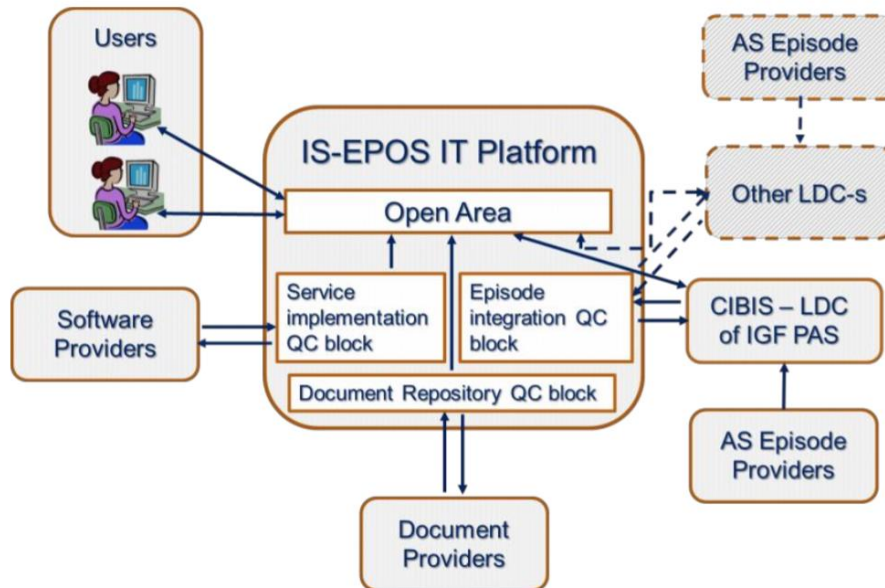 Users
AS Episode
Providers
IS-EPOS IT Platform
Other LDC-s
Open Area
Software
Providers
Service
implementation
QC block
Episode
integration QC
block
CIBIS – LDC
of IGF PAS
Document Repository QC block
AS Episode
Providers
Document
Providers